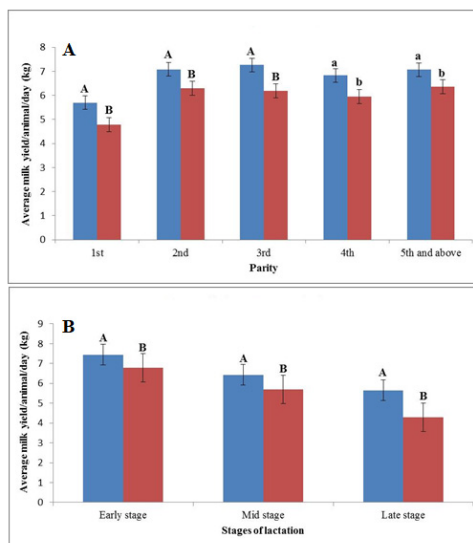 A
Average milk yield/animal/day (kg)
8
7
6
5
4
3
2
1
0
A B A B A B a b a b
1st 2nd 3rd 4th 5th and above
Parity
B
Average milk yield/animal/day (kg)
9
8
7
6
5
4
3
2
1
0
A B A B A B
Early stage Mid stage Late stage
Stages of lactation